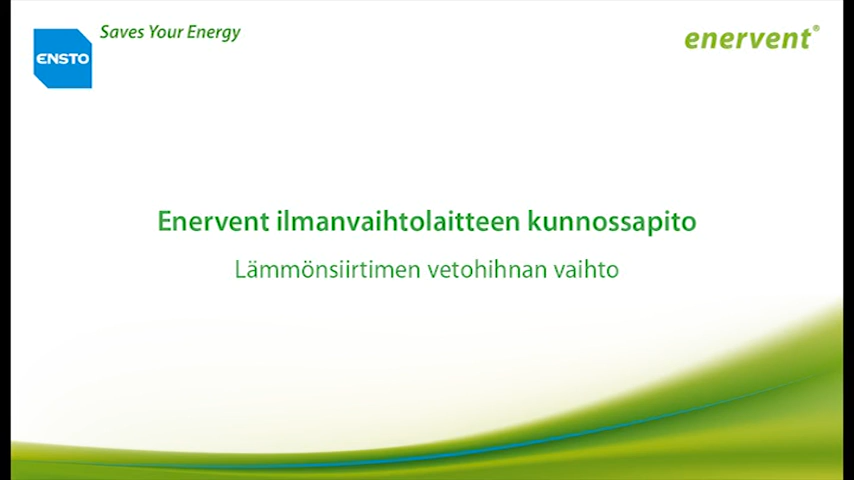 Saves Your Energy
ENSTO
enervent®
Enervent ilmanvaihtolaitteen kunnossapito
Lämmönsiirtimen vetohihnan vaihto